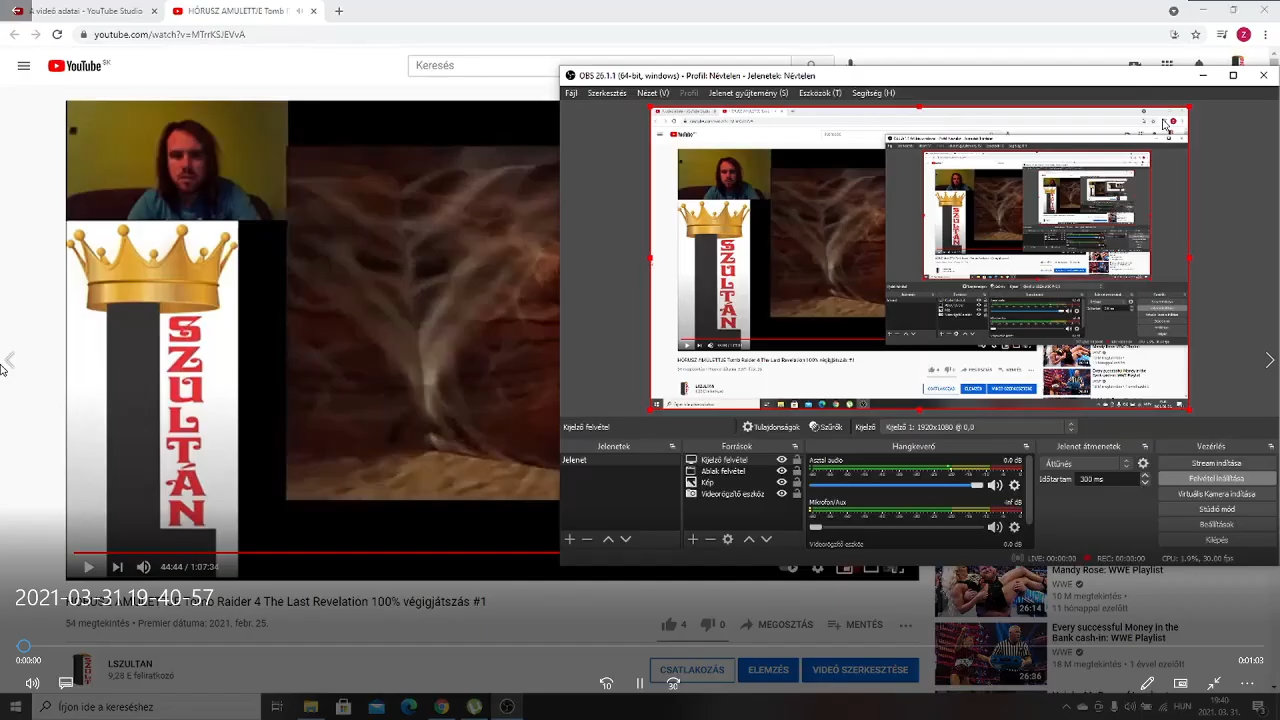 A videó adatai - YouTube Studio
HÓRUSZ AMULETTJE Tomb
youtube.com/watch?v=MTrrKSJEVvA
YouTube SK
Keresés
OBS 26.1.1 (64-bit, windows) - Profil: Névtelen - Jelenetek: Névtelen
Fájl Szerkesztés Nézet (V) Profil Jelenet gyűjtemény (S) Eszközök (T) Segítség (H)
SZULTÁN
SZULTÁN
Kijelző felvétel Tulajdonságok Szűrők Kijelző Kijelző 1: 1920x1080 @ 0,0
Jelenetek Források Hangkeverő Jelenet átmenetek Vezérlés
Jelenet
Kijelző felvétel
Ablak felvétel
Kép
Videórögzítő eszköz
Asztal audio 0.0 dB
Mikrofon/Aux -inf dB
Videórögzítő eszköz 0.0 dB
Áttűnés
Időtartam 300 ms
Stream indítása
Felvétel leállítása
Virtuális Kamera indítása
Stúdió mód
Beállítások
Kilépés
LIVE: 00:00:00 REC: 00:00:00 CPU: 1.9%, 30.00 fps
44:44 / 1:07:34
2021-03-31 19-40-57
Tomb Raider 4 The Last Revelation 100% végigjátszás #1
54 megtekintés • Premier dátuma: 2021. febr. 25.
4 0 MEGOSZTÁS MENTÉS
Mandy Rose: WWE Playlist
WWE
10 M megtekintés •
11 hónappal ezelőtt
26:14
Every successful Money in the
Bank cash-in: WWE Playlist
WWE
18 M megtekintés • 1 évvel ezelőtt
26:36
0:00:00
0:01:03
LSZULTAN
9,28 E feliratkozó
CSATLAKOZÁS ELEMZÉS VIDEÓ SZERKESZTÉSE
10 30
Írjon ide a kereséshez
HUN
19:40
2021. 03. 31.